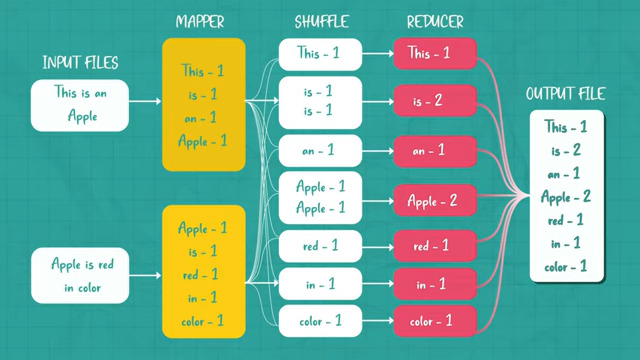 MAPPER
SHUFFLE
REDUCER
INPUT FILES
OUTPUT FILE
This is an
Apple
Apple is red
in color
This - 1
is - 1
an - 1
Apple - 1
Apple - 1
is - 1
red - 1
in - 1
color - 1
This - 1
is - 1
is - 1
an - 1
Apple - 1
Apple - 1
red - 1
in - 1
color - 1
This - 1
is - 2
an - 1
Apple - 2
red - 1
in - 1
color - 1
This - 1
is - 2
an - 1
Apple - 2
red - 1
in - 1
color - 1